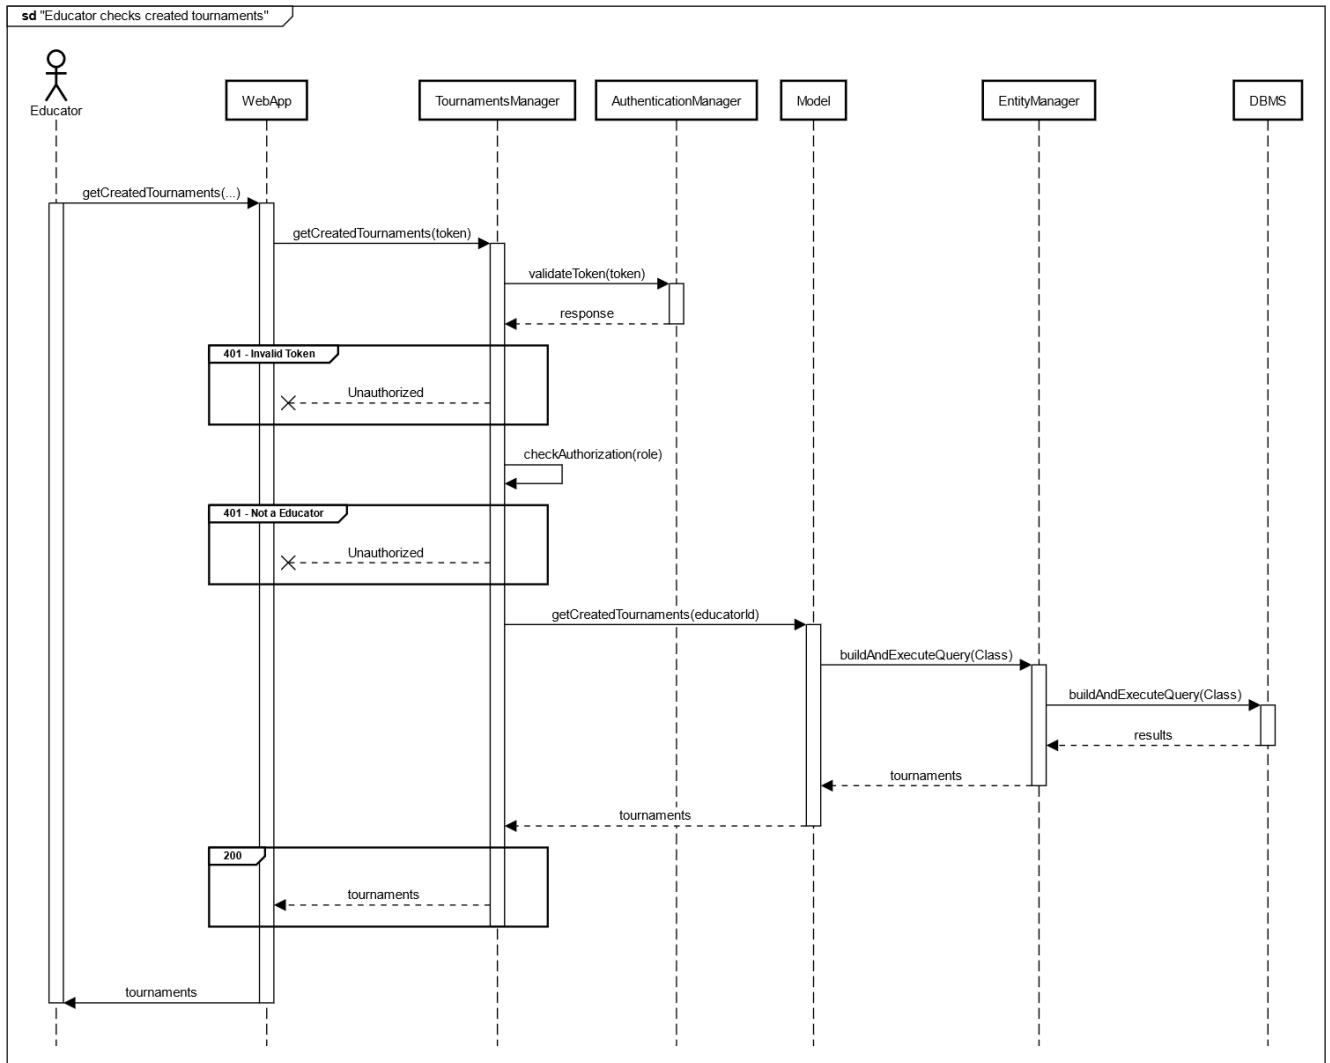 sd "Educator checks created tournaments"
Educator
WebApp
TournamentsManager
AuthenticationManager
Model
EntityManager
DBMS
getCreatedTournaments(...)
getCreatedTournaments(token)
validateToken(token)
response
401 - Invalid Token
Unauthorized
checkAuthorization(role)
401 - Not a Educator
Unauthorized
getCreatedTournaments(educatorId)
buildAndExecuteQuery(Class)
buildAndExecuteQuery(Class)
results
tournaments
tournaments
200
tournaments
tournaments